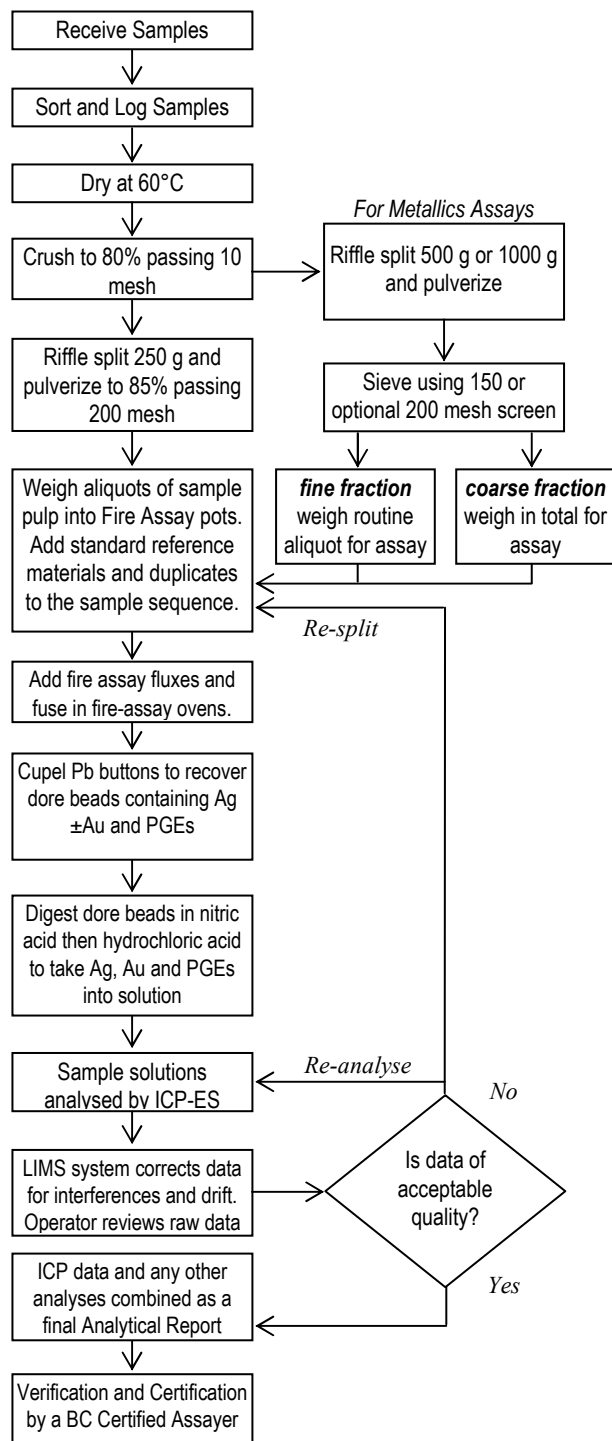 Receive Samples
Sort and Log Samples
Dry at 60°C
For Metallics Assays
Crush to 80% passing 10
mesh
Riffle split 500 g or 1000 g
and pulverize
Riffle split 250 g and
pulverize to 85% passing
200 mesh
Sieve using 150 or
optional 200 mesh screen
Weigh aliquots of sample
pulp into Fire Assay pots.
Add standard reference
materials and duplicates
to the sample sequence.
fine fraction
weigh routine
aliquot for assay
coarse fraction
weigh in total for
assay
Re-split
Add fire assay fluxes and
fuse in fire-assay ovens.
Cupel Pb buttons to recover
dore beads containing Ag
±Au and PGEs
Digest dore beads in nitric
acid then hydrochloric acid
to take Ag, Au and PGEs
into solution
Re-analyse
Sample solutions
analysed by ICP-ES
No
LIMS system corrects data
for interferences and drift.
Operator reviews raw data
Is data of
acceptable
quality?
Yes
ICP data and any other
analyses combined as a
final Analytical Report
Verification and Certification
by a BC Certified Assayer